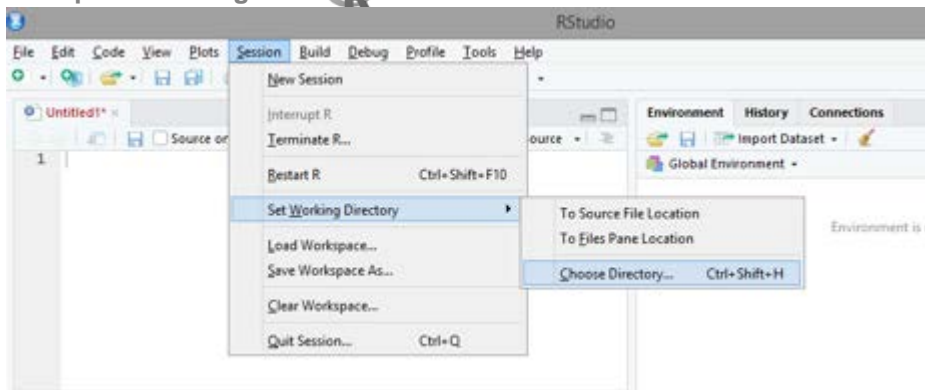 RStudio
File Edit Code View Plots Session Build Debug Profile Tools Help
New Session
Untitled1* Interrupt R Environment History Connections
Source Terminate R... Import Dataset
1 Global Environment
Restart R Ctrl+Shift+F10
Set Working Directory To Source File Location
Environment is
To Files Pane Location
Load Workspace...
Save Workspace As... Choose Directory... Ctrl+Shift+H
Clear Workspace...
Quit Session... Ctrl+Q